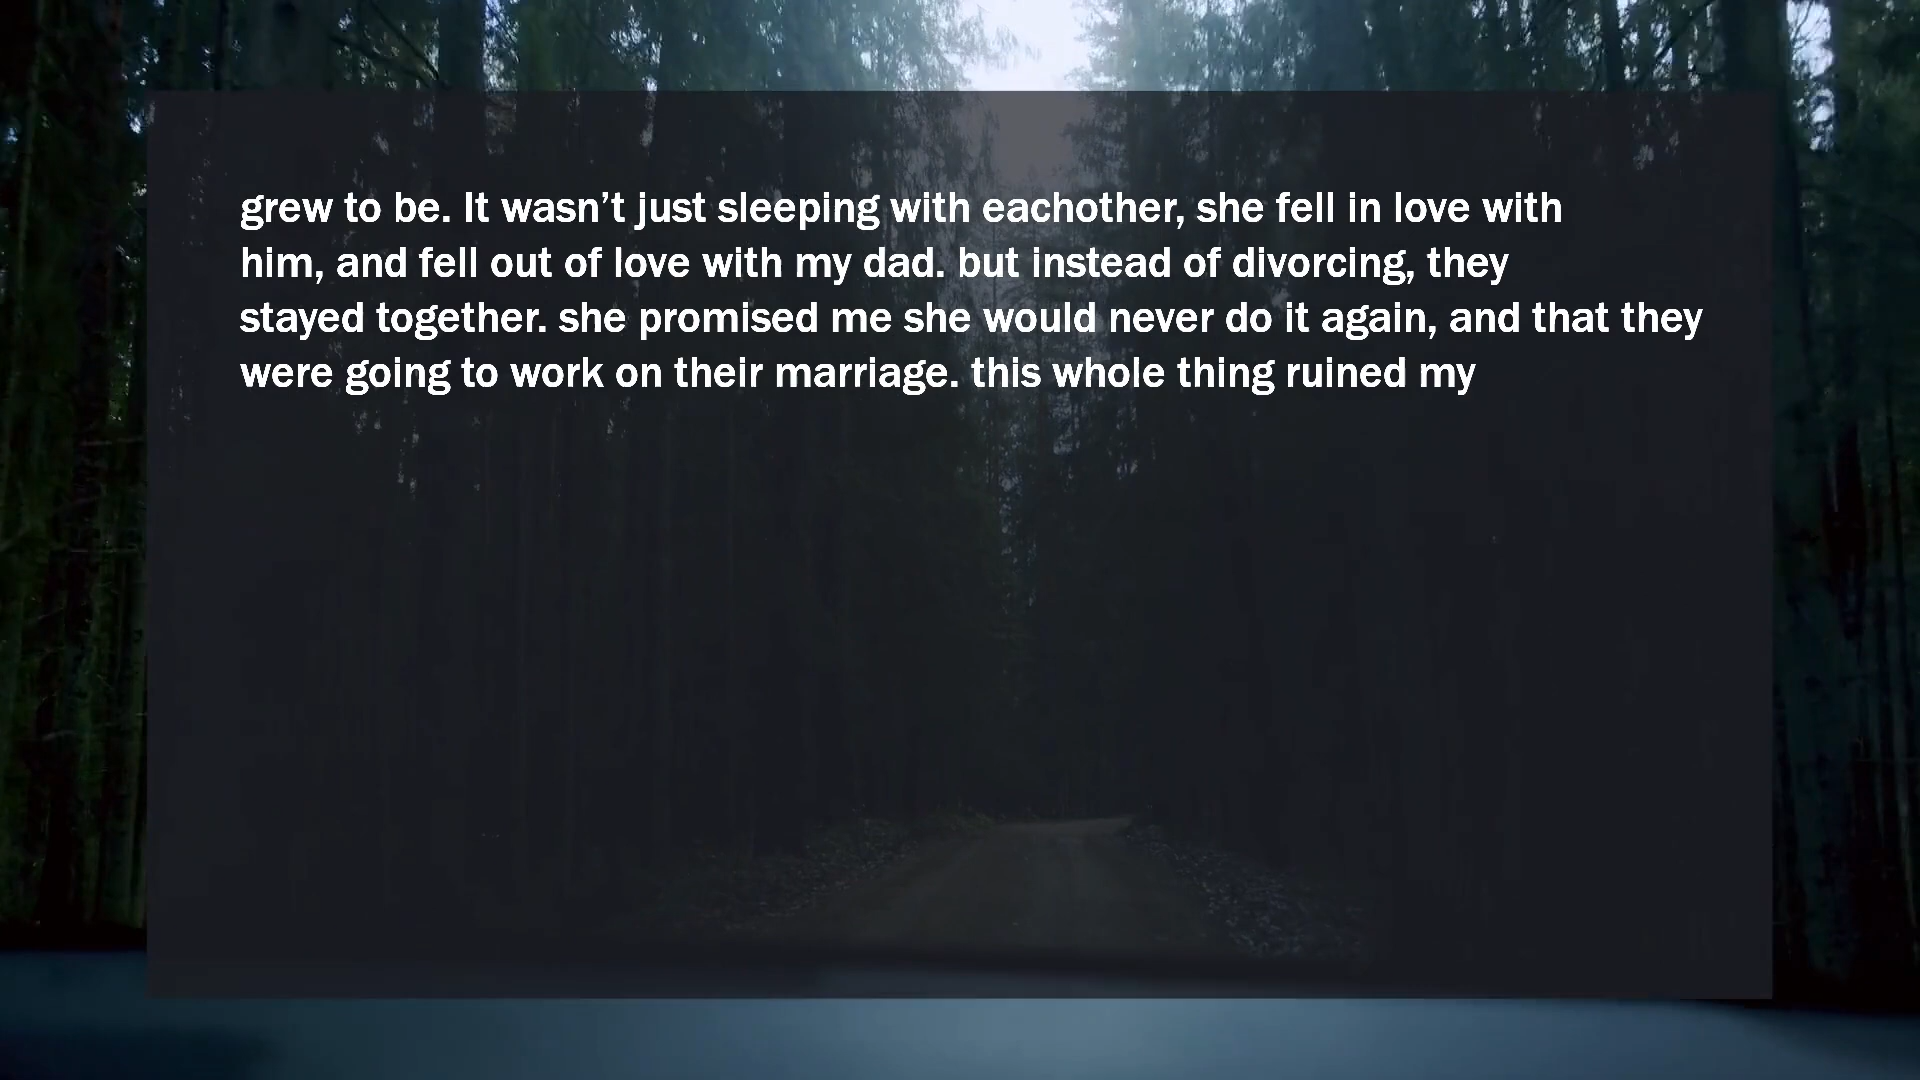 grew to be. It wasn’t just sleeping with eachother, she fell in love with
him, and fell out of love with my dad. but instead of divorcing, they
stayed together. she promised me she would never do it again, and that they
were going to work on their marriage. this whole thing ruined my